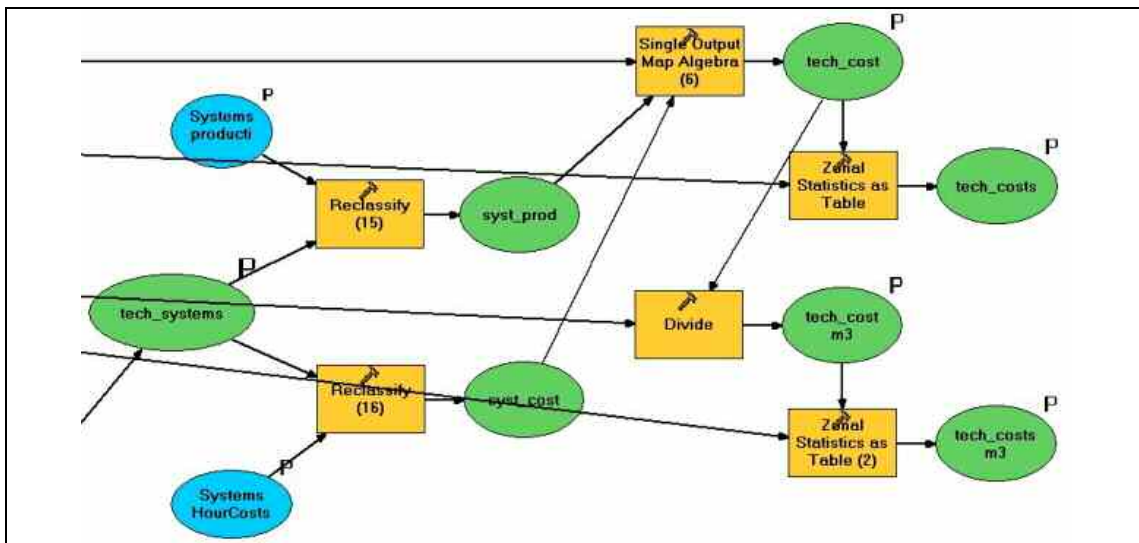 P
Single Output
Map Algebra
(6)
tech_cost
P
Systems
producti
Zonal
Statistics as
Table
P
tech_costs
Reclassify
(15)
syst_prod
P
tech_systems
Divide
P
tech_cost
m3
Reclassify
(16)
syst_cost
Zonal
Statistics as
Table (2)
P
tech_costs
m3
P
Systems
HourCosts